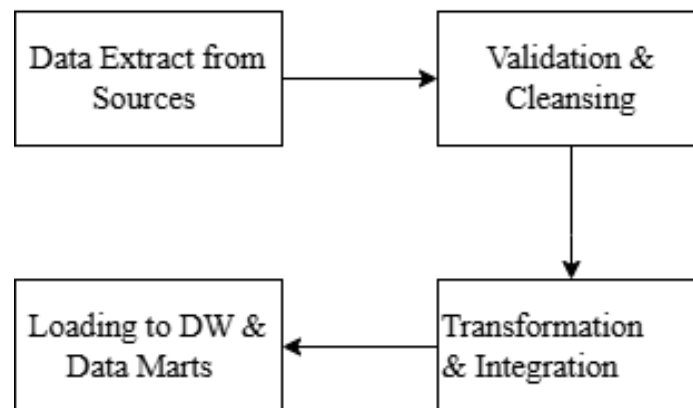 Data Extract from
Sources
Validation &
Cleansing
Transformation
& Integration
Loading to DW &
Data Marts